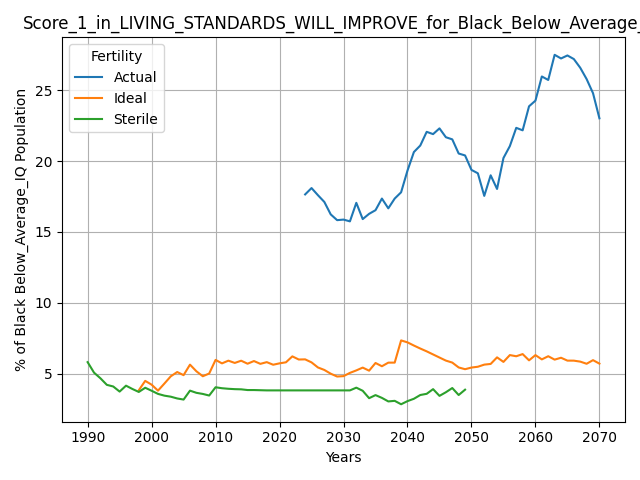 Score_1_in_LIVING_STANDARDS_WILL_IMPROVE_for_Black_Below_Average_
Fertility
Actual
Ideal
Sterile
% of Black Below_Average_IQ Population
25
20
15
10
5
1990 2000 2010 2020 2030 2040 2050 2060 2070
Years